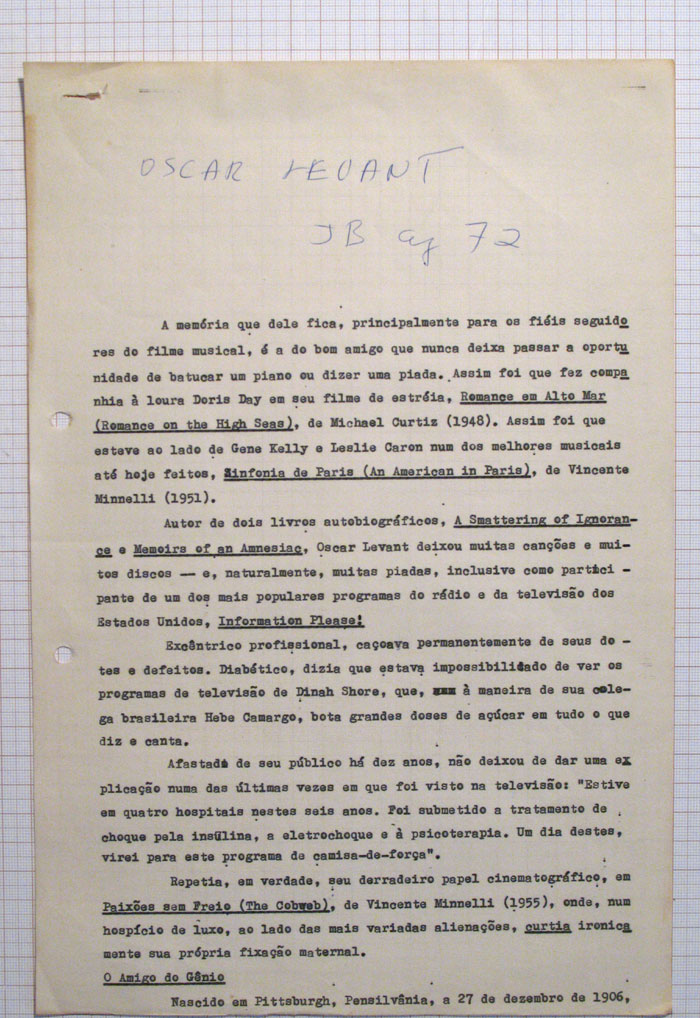 OSCAR LEVANT
JB ag 72
A memória que dele fica, principalmente para os fiéis seguido
res do filme musical, é a do bom amigo que nunca deixa passar a oportu
nidade de batucar um piano ou dizer uma piada. Assim foi que fez compa
nhia à loura Doris Day em seu filme de estréia, Romance em Alto Mar
(Romance on the High Seas), de Michael Curtiz (1948). Assim foi que
esteve ao lado de Gene Kelly e Leslie Caron num dos melhores musicais
até hoje feitos, Sinfonia de Paris (An American in Paris), de Vincente
Minnelli (1951).
Autor de dois livros autobiográficos, A Smattering of Ignoran-
ce e Memoirs of an Amnesiac, Oscar Levant deixou muitas canções e mui-
tos discos — e, naturalmente, muitas piadas, inclusive como partici -
pante de um dos mais populares programas do rádio e da televisão dos
Estados Unidos, Information Please!
Excêntrico profissional, caçoava permanentemente de seus do -
tes e defeitos. Diabético, dizia que estava impossibilitado de ver os
programas de televisão de Dinah Shore, que, à maneira de sua cole-
ga brasileira Hebe Camargo, bota grandes doses de açúcar em tudo o que
diz e canta.
Afastado de seu público há dez anos, não deixou de dar uma ex
plicação numa das últimas vezes em que foi visto na televisão: "Estive
em quatro hospitais nestes seis anos. Fui submetido a tratamento de
choque pela insulina, a eletrochoque e à psicoterapia. Um dia destes,
virei para este programa de camisa-de-força".
Repetia, em verdade, seu derradeiro papel cinematográfico, em
Paixões sem Freio (The Cobweb), de Vincente Minnelli (1955), onde, num
hospício de luxo, ao lado das mais variadas alienações, curtia ironica
mente sua própria fixação maternal.
O Amigo do Gênio
Nascido em Pittsburgh, Pensilvânia, a 27 de dezembro de 1906,